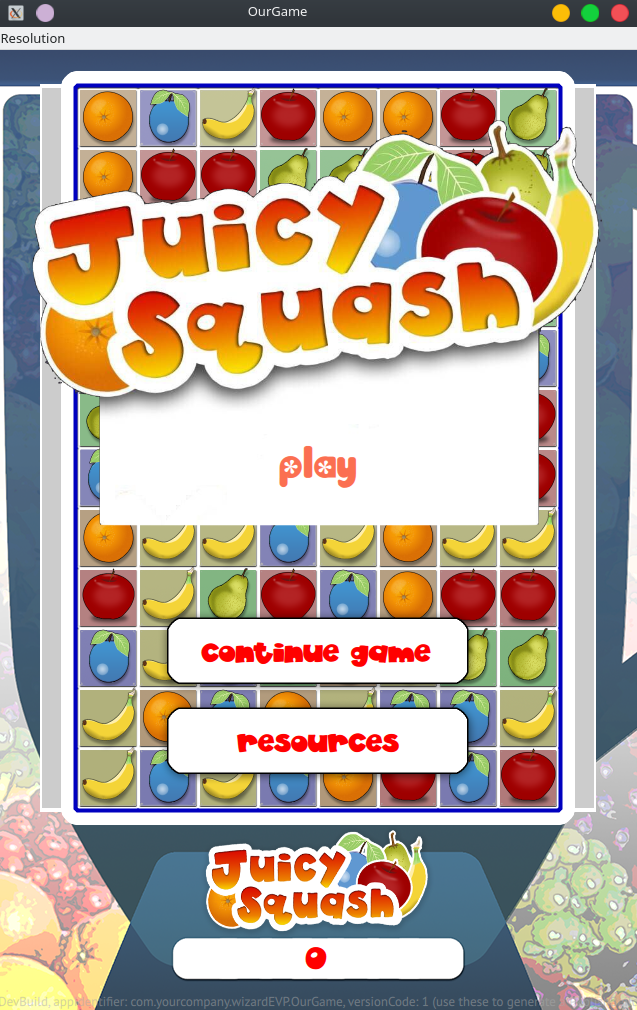 OurGame
Resolution
Juicy
Squash
play
continue game
resources
Juicy
Squash
0
DevBuild, app identifier: com.yourcompany.wizardEVP.OurGame, versionCode: 1 (use these to generate